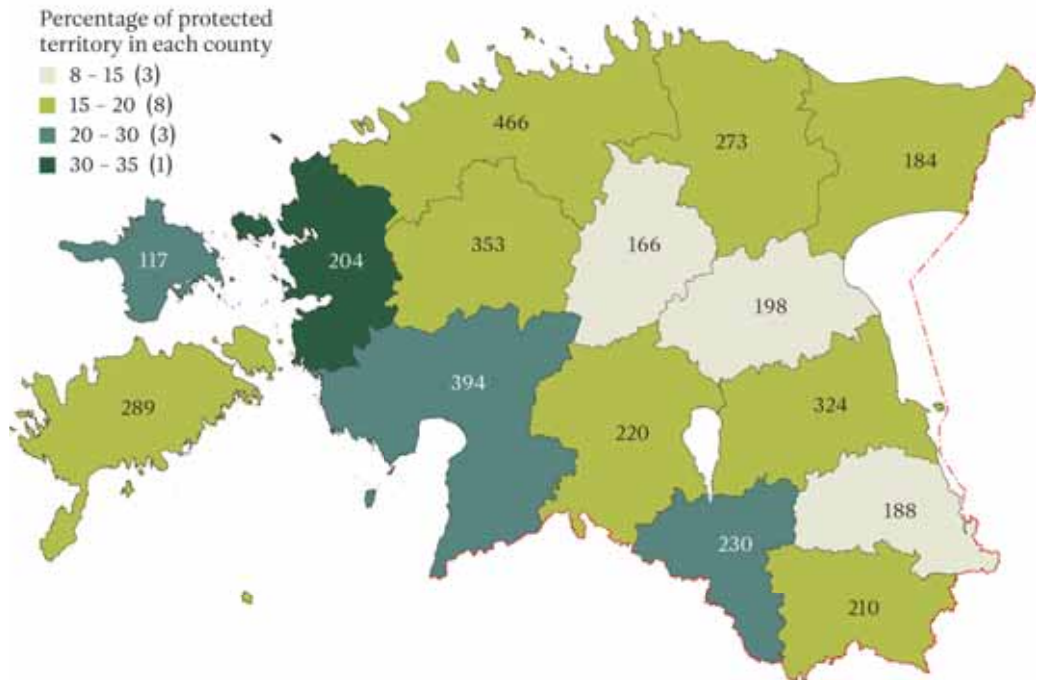 Percentage of protected
territory in each county
8 – 15 (3)
15 – 20 (8)
20 – 30 (3)
30 – 35 (1)
466
273
184
353
166
117
204
198
394
289
324
220
188
230
210